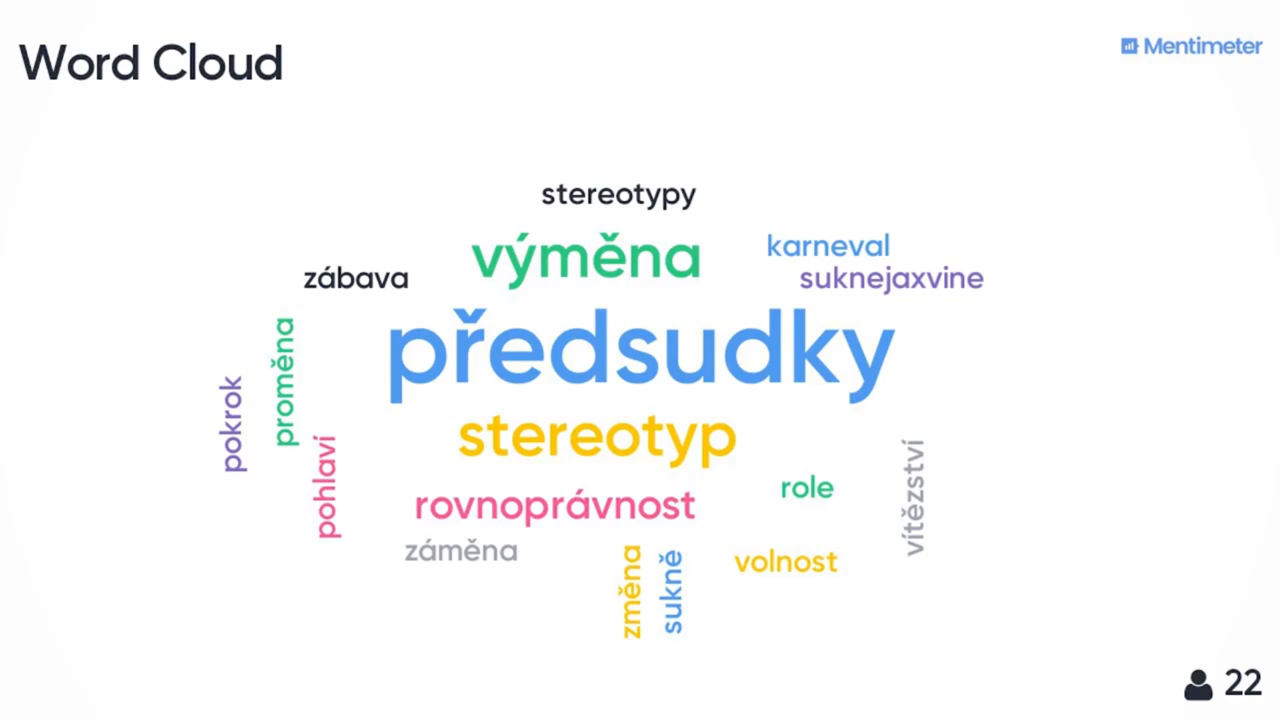 Word Cloud
Mentimeter
stereotypy
výměna
karneval
zábava
suknejaxvine
předsudky
proměna
pokrok
pohlaví
stereotyp
rovnoprávnost
role
vítězství
záměna
změna
sukně
volnost
22